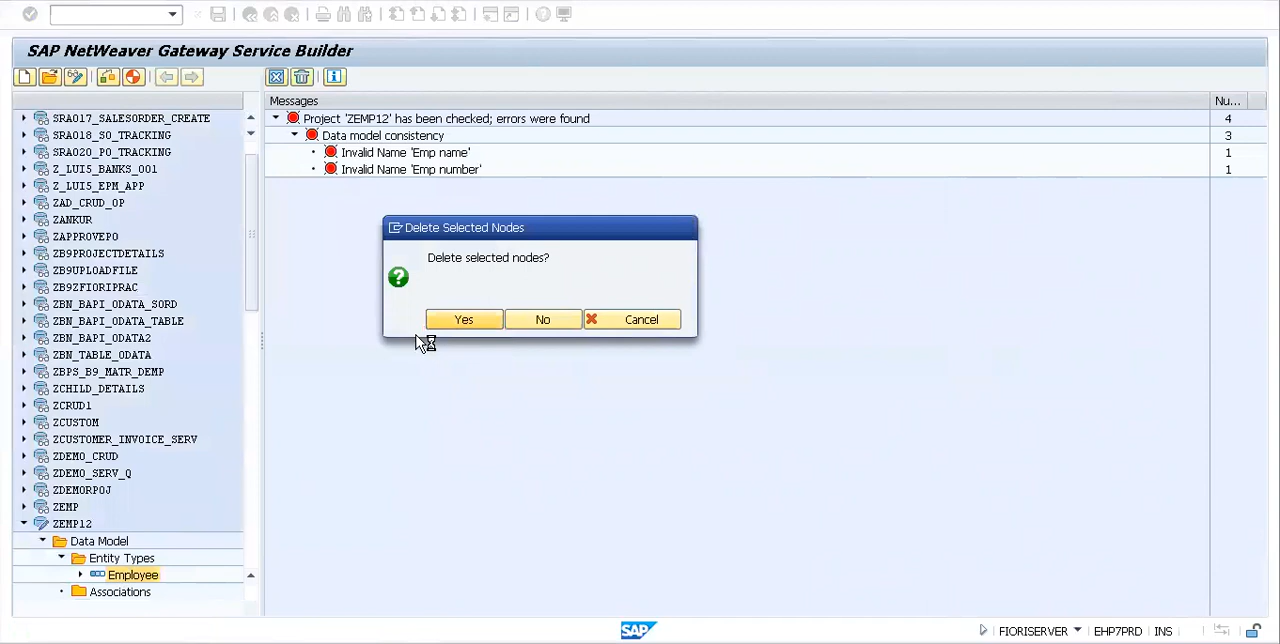 SAP NetWeaver Gateway Service Builder
Messages
Nu...
SRA017_SALESORDER_CREATE
SRA018_SO_TRACKING
SRA020_PO_TRACKING
Z_LUI5_BANKS_001
Z_LUI5_EPM_APP
ZAD_CRUD_OP
ZANKUR
ZAPPROVEPO
ZB9PROJECTDETAILS
ZB9UPLOADFILE
ZB9ZFIORIPRAC
ZBN_BAPI_ODATA_SORD
ZBN_BAPI_ODATA_TABLE
ZBN_BAPI_ODATA2
ZBN_TABLE_ODATA
ZBPS_B9_MATR_DEMP
ZCHILD_DETAILS
ZCRUD1
ZCUSTOM
ZCUSTOMER_INVOICE_SERV
ZDEMO_CRUD
ZDEMO_SERV_Q
ZDEMORPOJ
ZEMP
ZEMP12
Data Model
Entity Types
Employee
Associations
Project 'ZEMP12' has been checked; errors were found 4
Data model consistency 3
Invalid Name 'Emp name' 1
Invalid Name 'Emp number' 1
Delete Selected Nodes
Delete selected nodes?
Yes No Cancel
SAP
FIORISERVER EHP7PRD INS